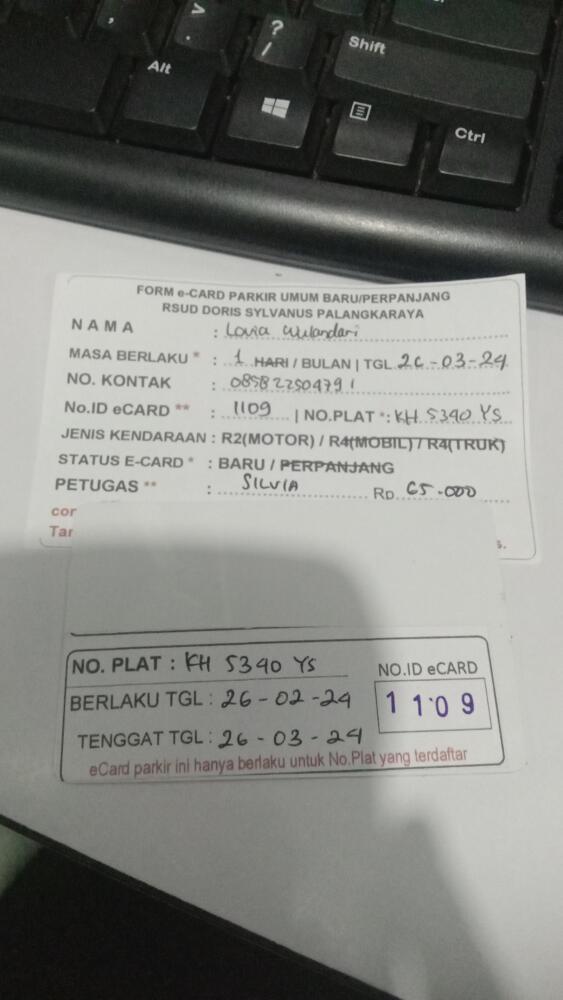 Alt
>
.
?
/
Shift
Ctrl
FORM e-CARD PARKIR UMUM BARU/PERPANJANG
RSUD DORIS SYLVANUS PALANGKARAYA
NAMA : Lovia Wulandari
MASA BERLAKU * : 1 HARI / BULAN | TGL 26-03-24
NO. KONTAK : 085822504791
No.ID eCARD ** : 1109 | NO.PLAT *: KH 5340 YS
JENIS KENDARAAN : R2(MOTOR) / R4(MOBIL) / R4(TRUK)
STATUS E-CARD * : BARU / PERPANJANG
PETUGAS ** : SILVIA Rp. 65.000
cor
Tar s.
NO. PLAT : KH 5340 YS
NO.ID eCARD
BERLAKU TGL : 26-02-24
1109
TENGGAT TGL : 26-03-24
eCard parkir ini hanya berlaku untuk No.Plat yang terdaftar